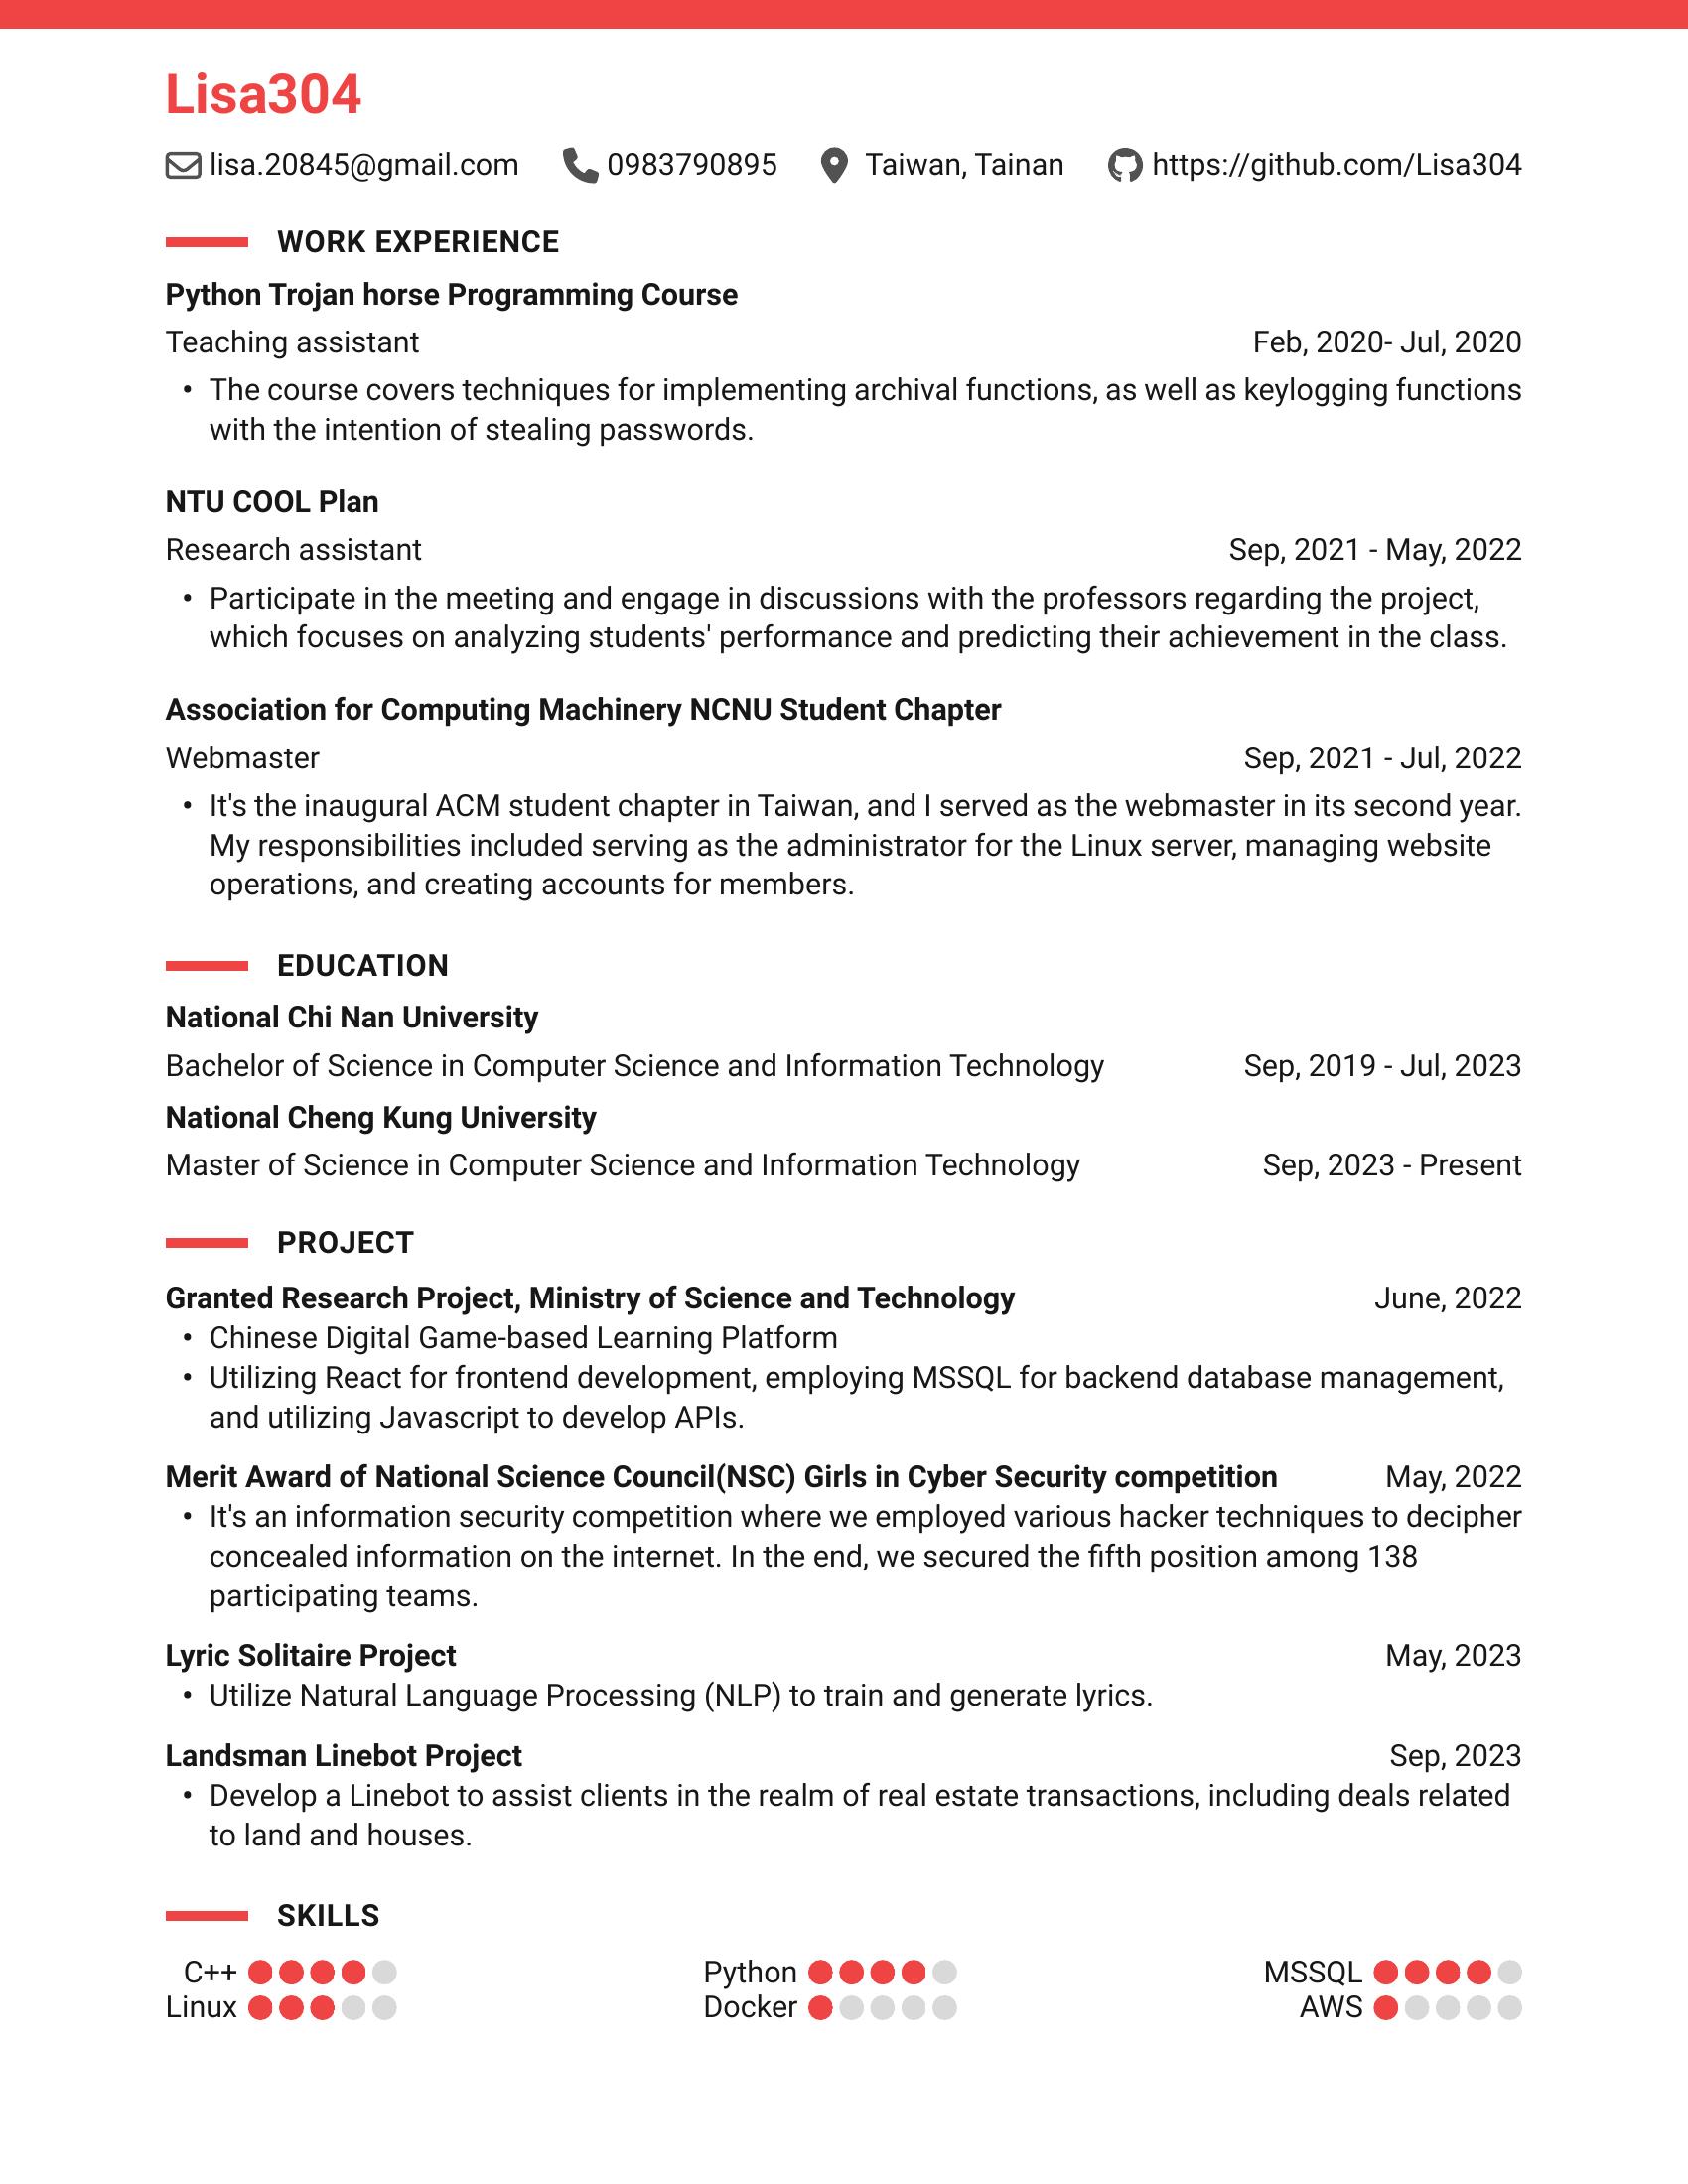 Lisa304
lisa.20845@gmail.com 0983790895 Taiwan, Tainan https://github.com/Lisa304
WORK EXPERIENCE
Python Trojan horse Programming Course
Teaching assistant Feb, 2020- Jul, 2020
• The course covers techniques for implementing archival functions, as well as keylogging functions
with the intention of stealing passwords.
NTU COOL Plan
Research assistant Sep, 2021 - May, 2022
• Participate in the meeting and engage in discussions with the professors regarding the project,
which focuses on analyzing students' performance and predicting their achievement in the class.
Association for Computing Machinery NCNU Student Chapter
Webmaster Sep, 2021 - Jul, 2022
• It's the inaugural ACM student chapter in Taiwan, and I served as the webmaster in its second year.
My responsibilities included serving as the administrator for the Linux server, managing website
operations, and creating accounts for members.
EDUCATION
National Chi Nan University
Bachelor of Science in Computer Science and Information Technology Sep, 2019 - Jul, 2023
National Cheng Kung University
Master of Science in Computer Science and Information Technology Sep, 2023 - Present
PROJECT
Granted Research Project, Ministry of Science and Technology June, 2022
• Chinese Digital Game-based Learning Platform
• Utilizing React for frontend development, employing MSSQL for backend database management,
and utilizing Javascript to develop APIs.
Merit Award of National Science Council(NSC) Girls in Cyber Security competition May, 2022
• It's an information security competition where we employed various hacker techniques to decipher
concealed information on the internet. In the end, we secured the fifth position among 138
participating teams.
Lyric Solitaire Project May, 2023
• Utilize Natural Language Processing (NLP) to train and generate lyrics.
Landsman Linebot Project Sep, 2023
• Develop a Linebot to assist clients in the realm of real estate transactions, including deals related
to land and houses.
SKILLS
C++ Python MSSQL
Linux Docker AWS